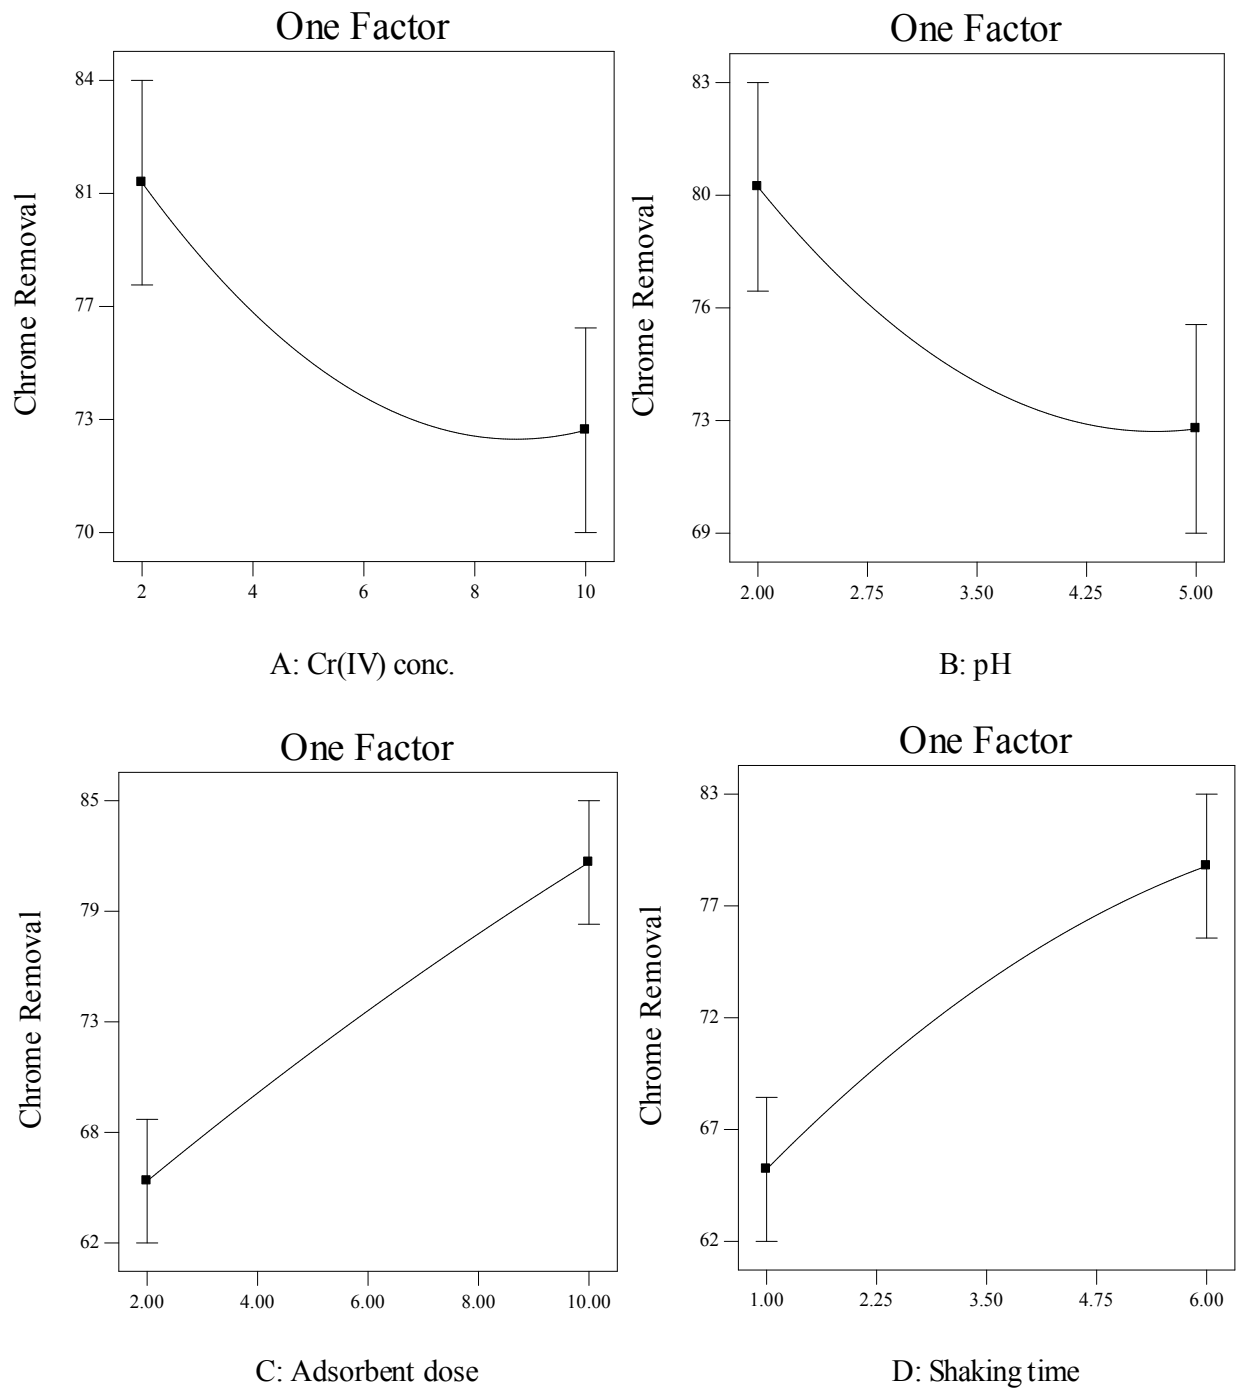 One Factor
84
81
77
73
70
Chrome Removal
2 4 6 8 10
A: Cr(IV) conc.
One Factor
83
80
76
73
69
Chrome Removal
2.00 2.75 3.50 4.25 5.00
B: pH
One Factor
85
79
73
68
62
Chrome Removal
2.00 4.00 6.00 8.00 10.00
C: Adsorbent dose
One Factor
83
77
72
67
62
Chrome Removal
1.00 2.25 3.50 4.75 6.00
D: Shaking time